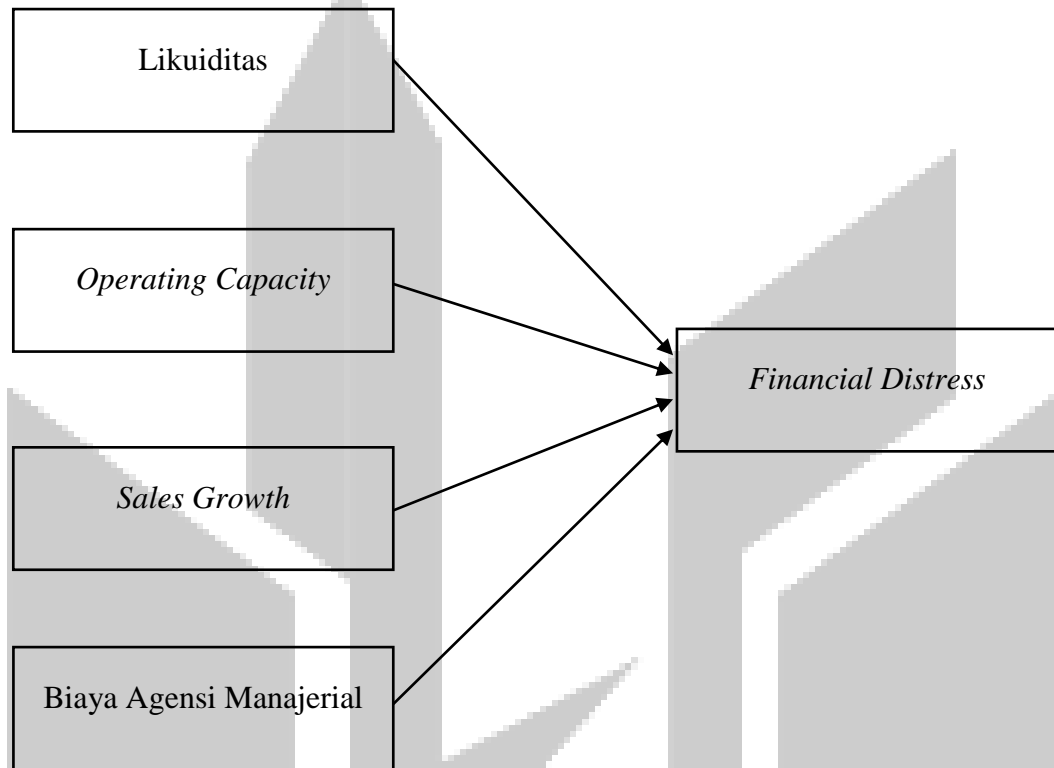 Likuiditas
Operating Capacity
Financial Distress
Sales Growth
Biaya Agensi Manajerial